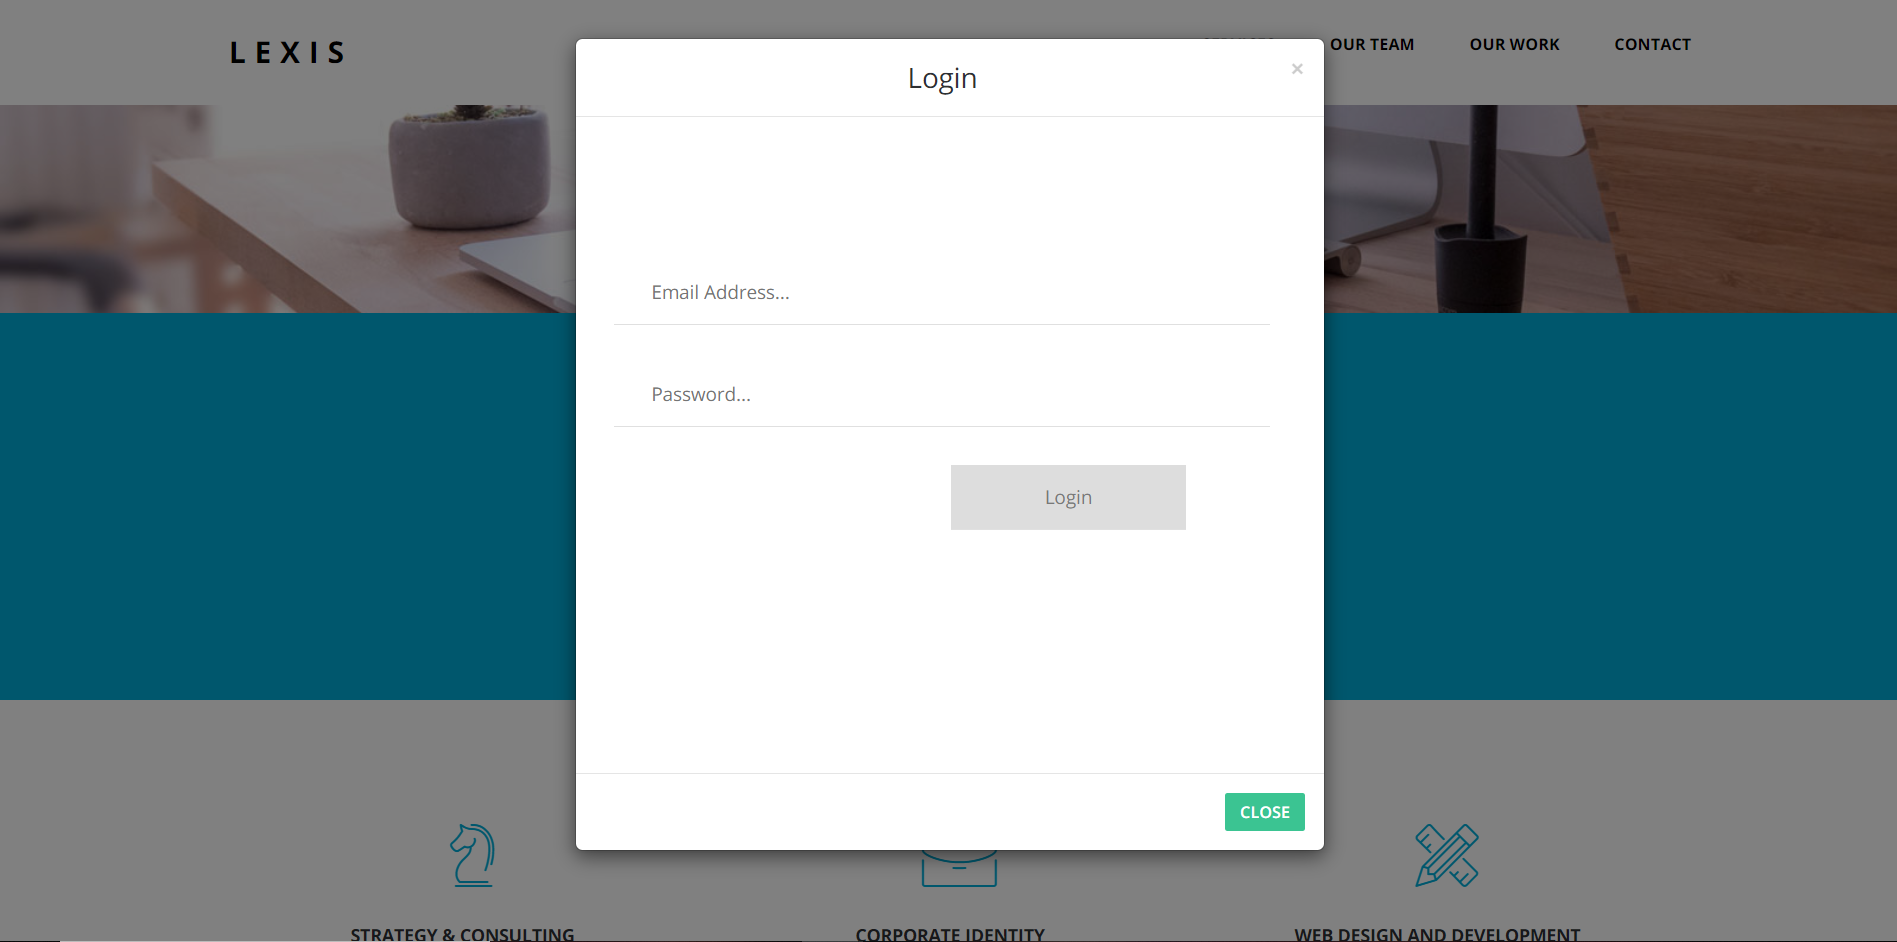 LEXIS
OUR TEAM
OUR WORK
CONTACT
Login
×
Email Address...
Password...
Login
CLOSE
STRATEGY & CONSULTING
CORPORATE IDENTITY
WEB DESIGN AND DEVELOPMENT